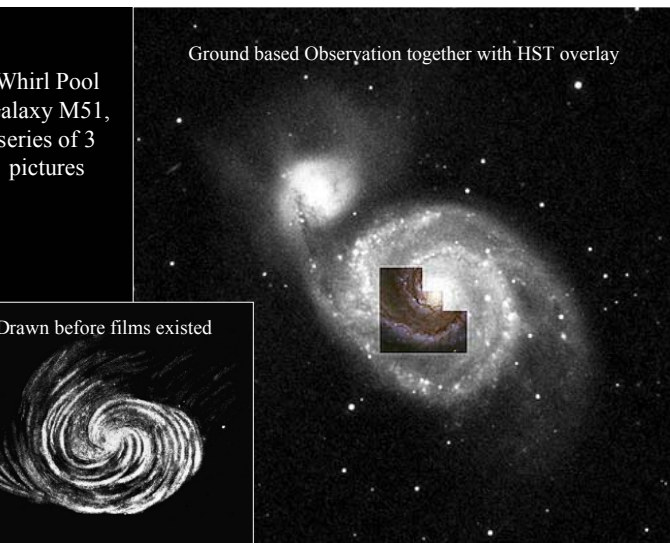 Ground based Observation together with HST overlay
Whirl Pool
alaxy M51,
series of 3
pictures
Drawn before films existed